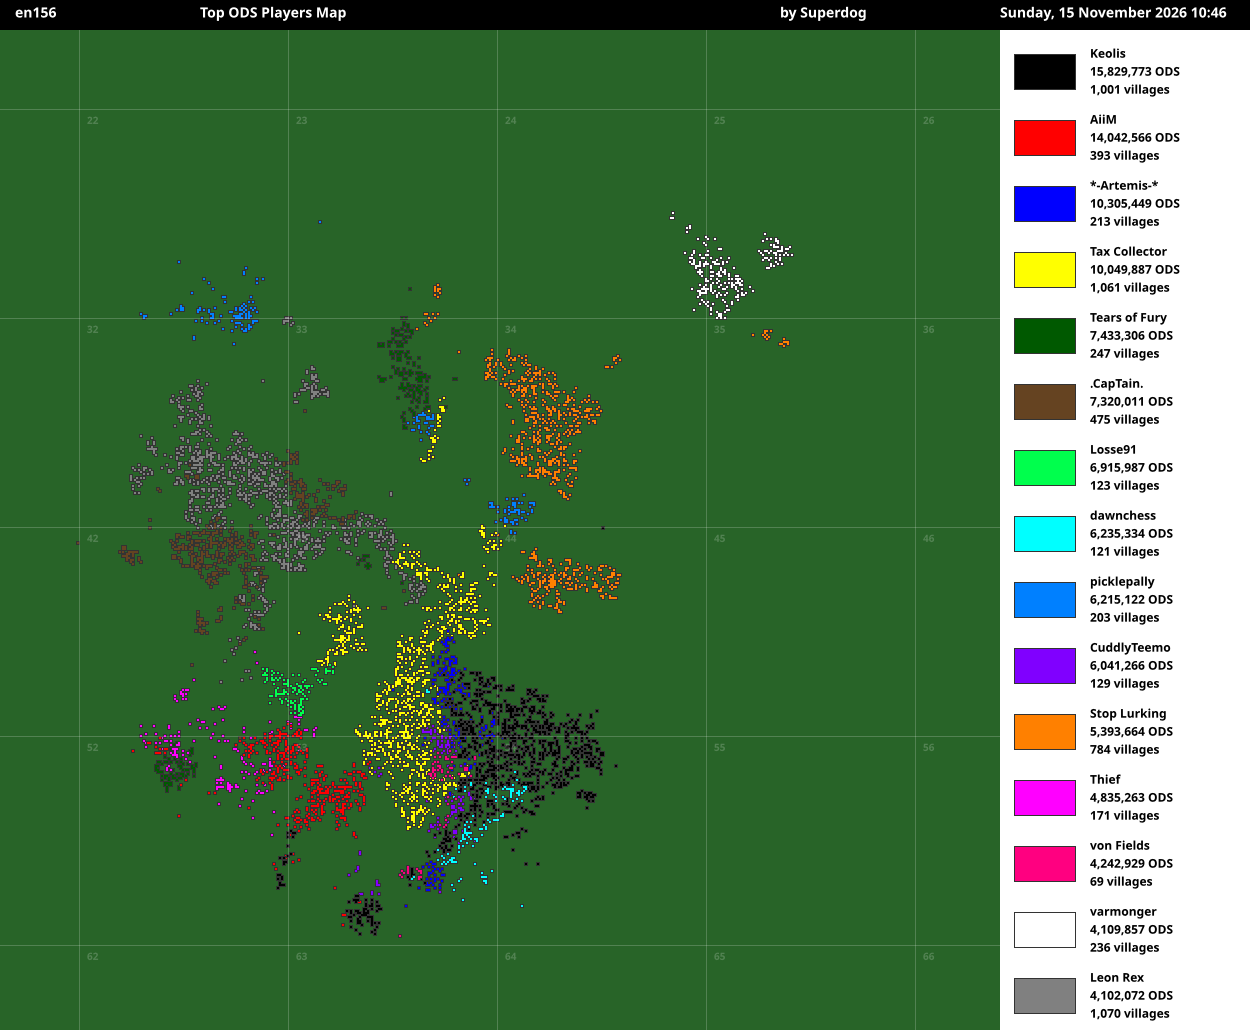 en156 Top ODS Players Map by Superdog Sunday, 15 November 2026 10:46
Keolis
15,829,773 ODS
1,001 villages
AiiM
14,042,566 ODS
393 villages
*-Artemis-*
10,305,449 ODS
213 villages
Tax Collector
10,049,887 ODS
1,061 villages
Tears of Fury
7,433,306 ODS
247 villages
.CapTain.
7,320,011 ODS
475 villages
Losse91
6,915,987 ODS
123 villages
dawnchess
6,235,334 ODS
121 villages
picklepally
6,215,122 ODS
203 villages
CuddlyTeemo
6,041,266 ODS
129 villages
Stop Lurking
5,393,664 ODS
784 villages
Thief
4,835,263 ODS
171 villages
von Fields
4,242,929 ODS
69 villages
varmonger
4,109,857 ODS
236 villages
Leon Rex
4,102,072 ODS
1,070 villages
22 23 24 25 26
32 33 34 35 36
42 44 45 46
52 53 55 56
62 63 64 65 66